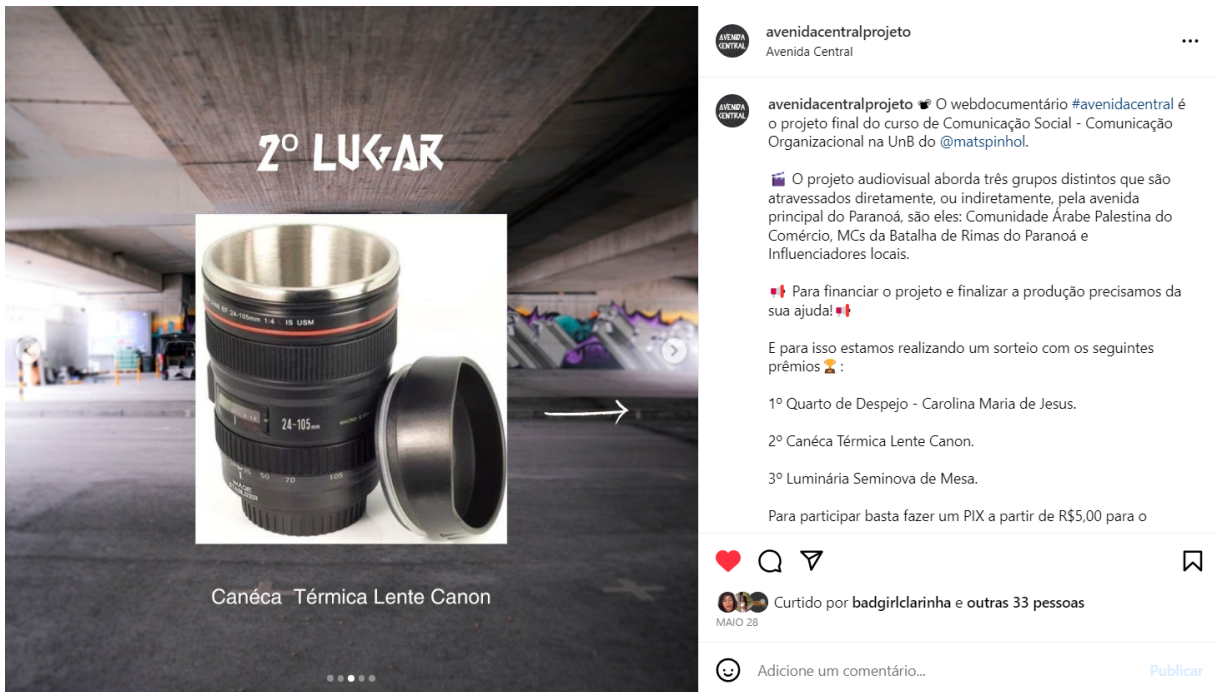 2º LUGAR
24-105mm 1:4 IS USM
24-105mm
MACRO
50 70 105
IMAGE
STABILIZER
Canéca Térmica Lente Canon
AVENIDA
CENTRAL
avenidacentralprojeto
Avenida Central
AVENIDA
CENTRAL
avenidacentralprojeto 📽 O webdocumentário #avenidacentral é
o projeto final do curso de Comunicação Social - Comunicação
Organizacional na UnB do @matspinhol.
🎬 O projeto audiovisual aborda três grupos distintos que são
atravessados diretamente, ou indiretamente, pela avenida
principal do Paranoá, são eles: Comunidade Árabe Palestina do
Comércio, MCs da Batalha de Rimas do Paranoá e
Influenciadores locais.
📢 Para financiar o projeto e finalizar a produção precisamos da
sua ajuda!📢
E para isso estamos realizando um sorteio com os seguintes
prêmios🏆:
1º Quarto de Despejo - Carolina Maria de Jesus.
2º Canéca Térmica Lente Canon.
3º Luminária Seminova de Mesa.
Para participar basta fazer um PIX a partir de R$5,00 para o
Curtido por badgirlclarinha e outras 33 pessoas
MAIO 28
Adicione um comentário... Publicar